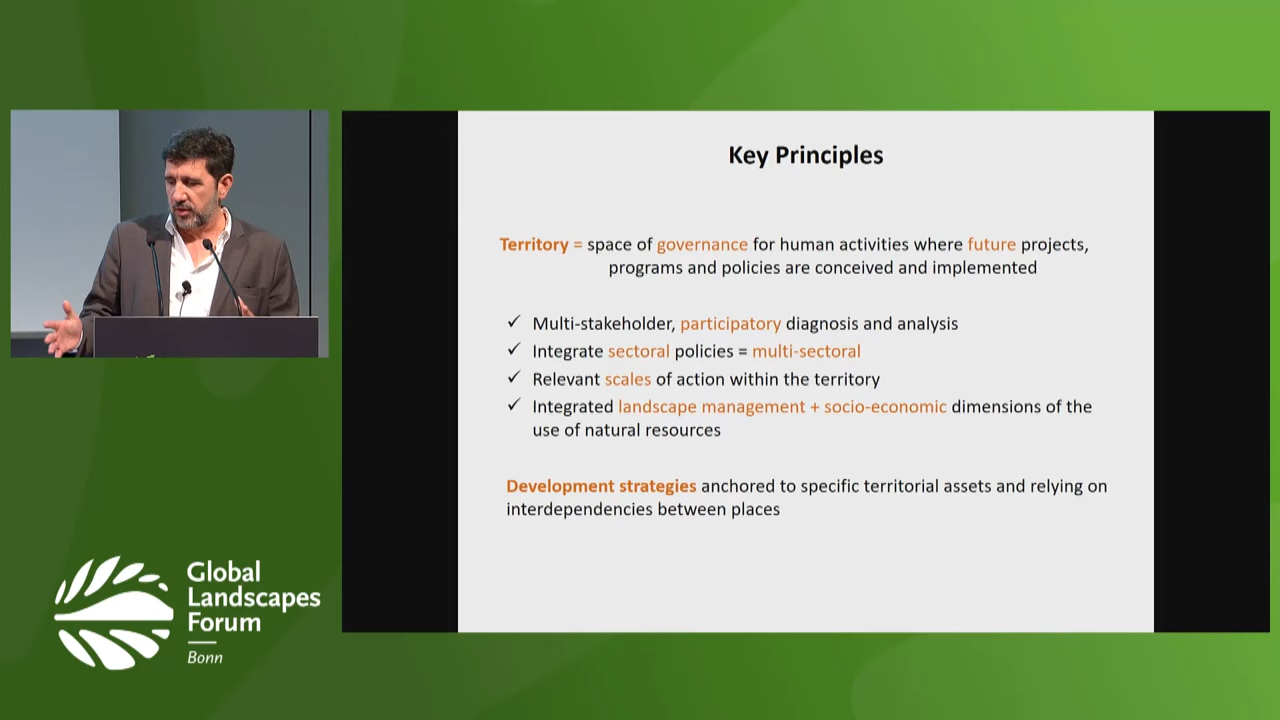 Key Principles
Territory = space of governance for human activities where future projects,
programs and policies are conceived and implemented
✓ Multi-stakeholder, participatory diagnosis and analysis
✓ Integrate sectoral policies = multi-sectoral
✓ Relevant scales of action within the territory
✓ Integrated landscape management + socio-economic dimensions of the
use of natural resources
Development strategies anchored to specific territorial assets and relying on
interdependencies between places
Global
Landscapes
Forum
Bonn